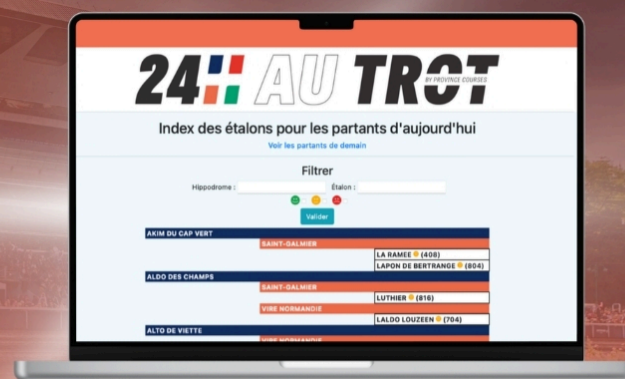 24H AU TROT
BY PROVINCE COURSES
Index des étalons pour les partants d'aujourd'hui
Voir les partants de demain
Filtrer
Hippodrome : Étalon :
Valider
AKIM DU CAP VERT
SAINT-GALMIER
LA RAMEE (408)
LAPON DE BERTRANGE (804)
ALDO DES CHAMPS
SAINT-GALMIER
LUTHIER (816)
VIRE NORMANDIE
LALDO LOUZEEN (704)
ALTO DE VIETTE
VIRE NORMANDIE